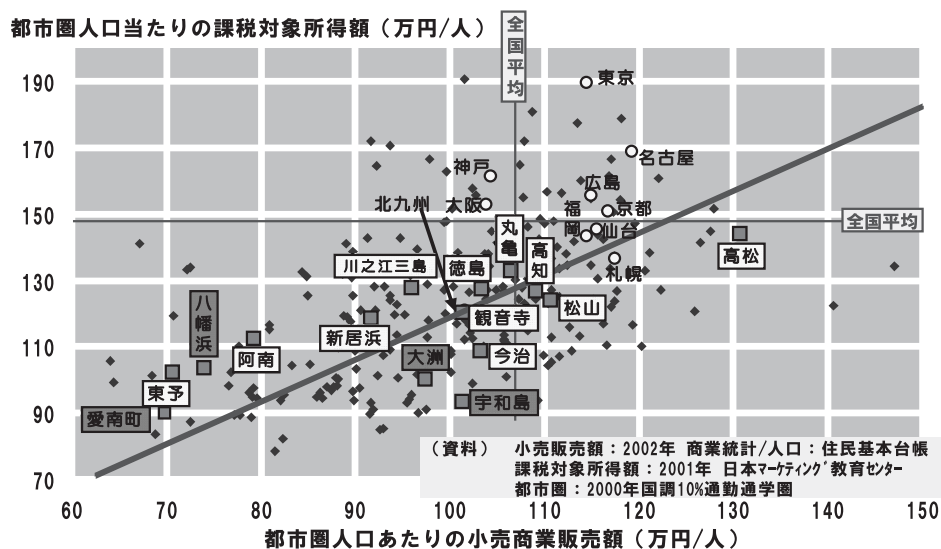 都市圏人口当たりの課税対象所得額（万円/人）
全国平均
190
東京
170
名古屋
神戸
広島
北九州
大阪
福岡
京都
150
仙台
全国平均
丸亀
高知
高松
川之江三島
徳島
札幌
130
八幡浜
松山
観音寺
新居浜
110
阿南
大洲
今治
東予
宇和島
90
愛南町
（資料） 小売販売額：2002年 商業統計/人口：住民基本台帳
課税対象所得額：2001年 日本ﾏｰｹﾃｨﾝｸﾞ教育ｾﾝﾀｰ
都市圏：2000年国調10%通勤通学圏
70
60 70 80 90 100 110 120 130 140 150
都市圏人口あたりの小売商業販売額（万円/人）